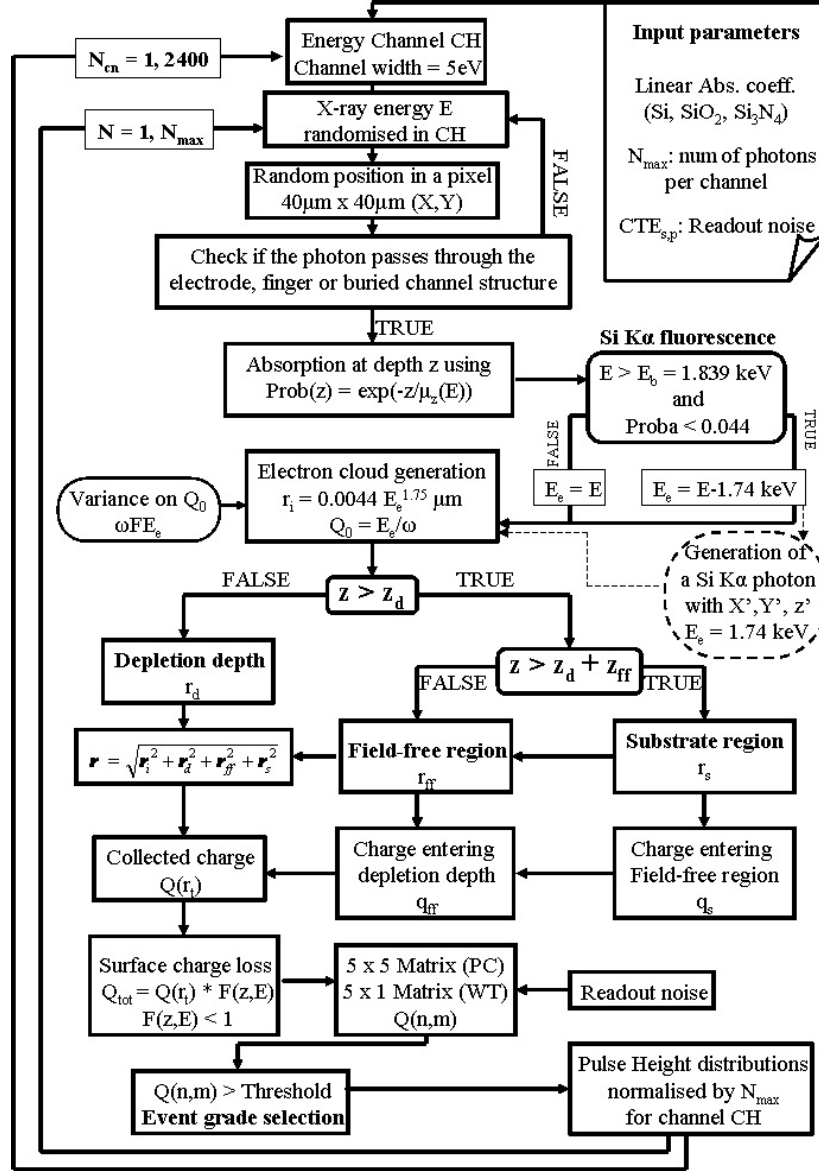 Energy Channel CH
Channel width = 5eV
N_cn = 1, 2400
X-ray energy E
randomised in CH
N = 1, N_max
Random position in a pixel
40µm x 40µm (X,Y)
FALSE
Check if the photon passes through the
electrode, finger or buried channel structure
TRUE
Input parameters
Linear Abs. coeff.
(Si, SiO₂, Si₃N₄)
N_max: num of photons
per channel
CTE_s,p: Readout noise
Absorption at depth z using
Prob(z) = exp(-z/µ_z(E))
Si Kα fluorescence
E > E_b = 1.839 keV
and
Proba < 0.044
FALSE
TRUE
E_e = E
E_e = E-1.74 keV
Variance on Q₀
ωFE_e
Electron cloud generation
r_i = 0.0044 E_e^1.75 µm
Q₀ = E_e/ω
Generation of
a Si Kα photon
with X’,Y’, z’
E_e = 1.74 keV
FALSE
TRUE
z > z_d
Depletion depth
r_d
z > z_d + z_ff
FALSE
TRUE
r = √(r_i² + r_d² + r_ff² + r_s²)
Field-free region
r_ff
Substrate region
r_s
Collected charge
Q(r_t)
Charge entering
depletion depth
q_ff
Charge entering
Field-free region
q_s
Surface charge loss
Q_tot = Q(r_t) * F(z,E)
F(z,E) < 1
5 x 5 Matrix (PC)
5 x 1 Matrix (WT)
Q(n,m)
Readout noise
Q(n,m) > Threshold
Event grade selection
Pulse Height distributions
normalised by N_max
for channel CH